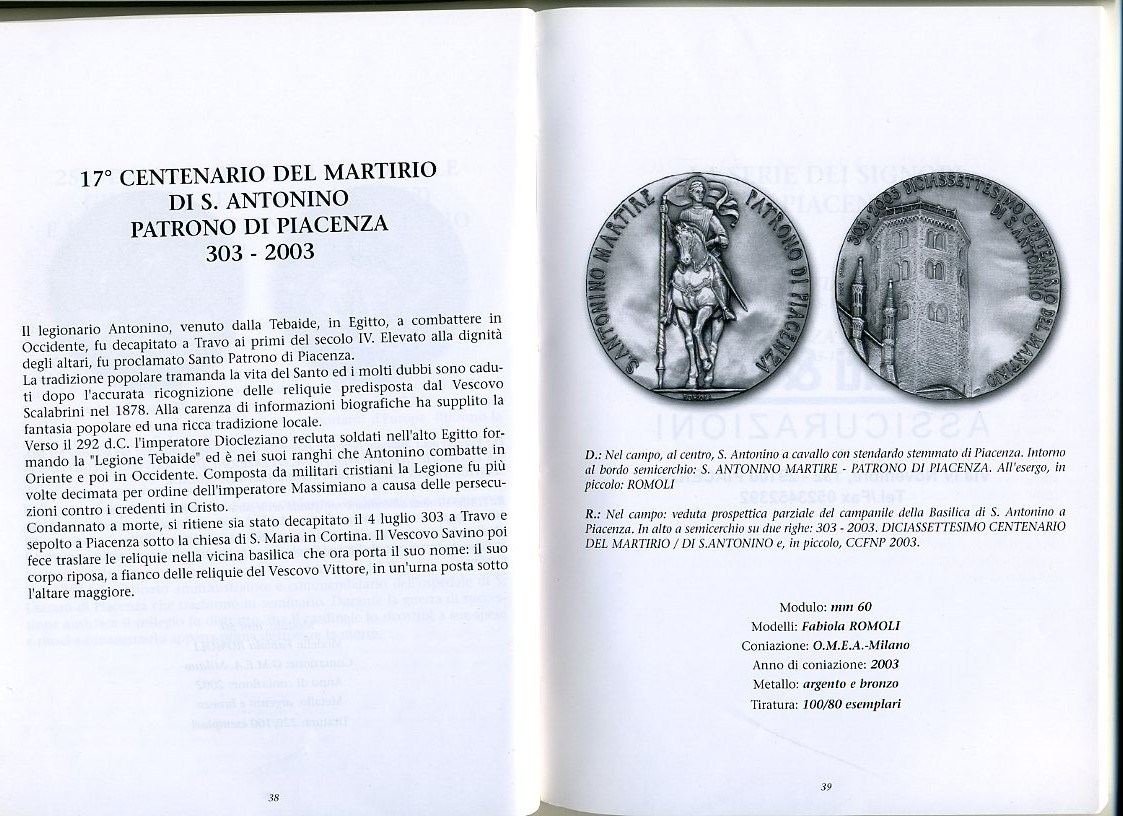 17° CENTENARIO DEL MARTIRIO
DI S. ANTONINO
PATRONO DI PIACENZA
303 - 2003
Il legionario Antonino, venuto dalla Tebaide, in Egitto, a combattere in
Occidente, fu decapitato a Travo ai primi del secolo IV. Elevato alla dignità
degli altari, fu proclamato Santo Patrono di Piacenza.
La tradizione popolare tramanda la vita del Santo ed i molti dubbi sono cadu-
ti dopo l'accurata ricognizione delle reliquie predisposta dal Vescovo
Scalabrini nel 1878. Alla carenza di informazioni biografiche ha supplito la
fantasia popolare ed una ricca tradizione locale.
Verso il 292 d.C. l'imperatore Diocleziano recluta soldati nell'alto Egitto for-
mando la "Legione Tebaide" ed è nei suoi ranghi che Antonino combatte in
Oriente e poi in Occidente. Composta da militari cristiani la Legione fu più
volte decimata per ordine dell'imperatore Massimiano a causa delle persecu-
zioni contro i credenti in Cristo.
Condannato a morte, si ritiene sia stato decapitato il 4 luglio 303 a Travo e
sepolto a Piacenza sotto la chiesa di S. Maria in Cortina. Il Vescovo Savino poi
fece traslare le reliquie nella vicina basilica che ora porta il suo nome: il suo
corpo riposa, a fianco delle reliquie del Vescovo Vittore, in un'urna posta sotto
l'altare maggiore.
38
S. ANTONINO MARTIRE PATRONO DI PIACENZA
303-2003 DICIASSETTESIMO CENTENARIO DEL MARTIRIO
DI S. ANTONINO
D.: Nel campo, al centro, S. Antonino a cavallo con stendardo stemmato di Piacenza. Intorno
al bordo semicerchio: S. ANTONINO MARTIRE - PATRONO DI PIACENZA. All'esergo, in
piccolo: ROMOLI
R.: Nel campo: veduta prospettica parziale del campanile della Basilica di S. Antonino a
Piacenza. In alto a semicerchio su due righe: 303 - 2003. DICIASSETTESIMO CENTENARIO
DEL MARTIRIO / DI S.ANTONINO e, in piccolo, CCFNP 2003.
Modulo: mm 60
Modelli: Fabiola ROMOLI
Coniazione: O.M.E.A.-Milano
Anno di coniazione: 2003
Metallo: argento e bronzo
Tiratura: 100/80 esemplari
39